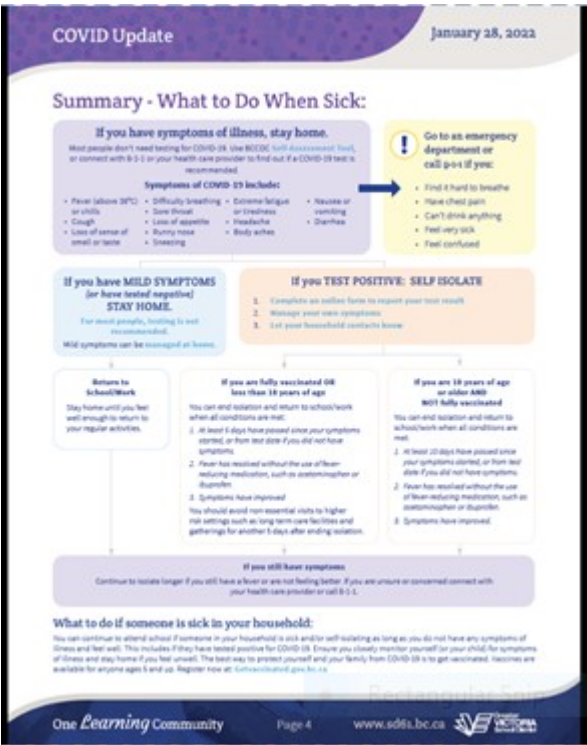 COVID Update
January 28, 2022
Summary - What to Do When Sick:
If you have symptoms of illness, stay home.
Most people don't need testing for COVID-19. Use BCCDC Self-Assessment Tool,
or connect with 8-1-1 or your health care provider to find out if a COVID-19 test is
recommended.
Symptoms of COVID-19 include:
• Fever (above 38°C)
or chills
• Cough
• Loss of sense of
smell or taste
• Difficulty breathing
• Sore throat
• Loss of appetite
• Runny nose
• Sneezing
• Extreme fatigue
or tiredness
• Headache
• Body aches
• Nausea or
vomiting
• Diarrhea
!
Go to an emergency
department or
call 9-1-1 if you:
• Find it hard to breathe
• Have chest pain
• Can't drink anything
• Feel very sick
• Feel confused
If you have MILD SYMPTOMS
(or have tested negative)
STAY HOME.
For most people, testing is not
recommended.
Mild symptoms can be managed at home.
If you TEST POSITIVE: SELF ISOLATE
1. Complete an online form to report your test result
2. Manage your own symptoms
3. Let your household contacts know
Return to
School/Work
Stay home until you feel
well enough to return to
your regular activities.
If you are fully vaccinated OR
less than 18 years of age
You can end isolation and return to school/work
when all conditions are met:
1. At least 5 days have passed since your symptoms
started, or from test date if you did not have
symptoms.
2. Fever has resolved without the use of fever-
reducing medication, such as acetaminophen or
ibuprofen.
3. Symptoms have improved
You should avoid non essential visits to higher
risk settings such as long term care facilities and
gatherings for another 5 days after ending isolation.
If you are 18 years of age
or older AND
NOT fully vaccinated
You can end isolation and return to
school/work when all conditions are
met:
1. At least 10 days have passed since
your symptoms started, or from test
date if you did not have symptoms.
2. Fever has resolved without the use
of fever-reducing medication, such as
acetaminophen or ibuprofen.
3. Symptoms have improved.
If you still have symptoms
Continue to isolate longer if you still have a fever or are not feeling better. If you are unsure or concerned connect with
your health care provider or call 8-1-1.
What to do if someone is sick in your household:
You can continue to attend school if someone in your household is sick and/or self-isolating as long as you do not have any symptoms of
illness and feel well. This includes if they have tested positive for COVID-19. Ensure you closely monitor yourself (or your child) for symptoms
of illness and stay home if you feel unwell. The best way to protect yourself and your family from COVID-19 is to get vaccinated. Vaccines are
available for anyone ages 5 and up. Register now at: Getvaccinated.gov.bc.ca
Rectangular Snip
One Learning Community
Page 4
www.sd61.bc.ca
Greater
VICTORIA
School District